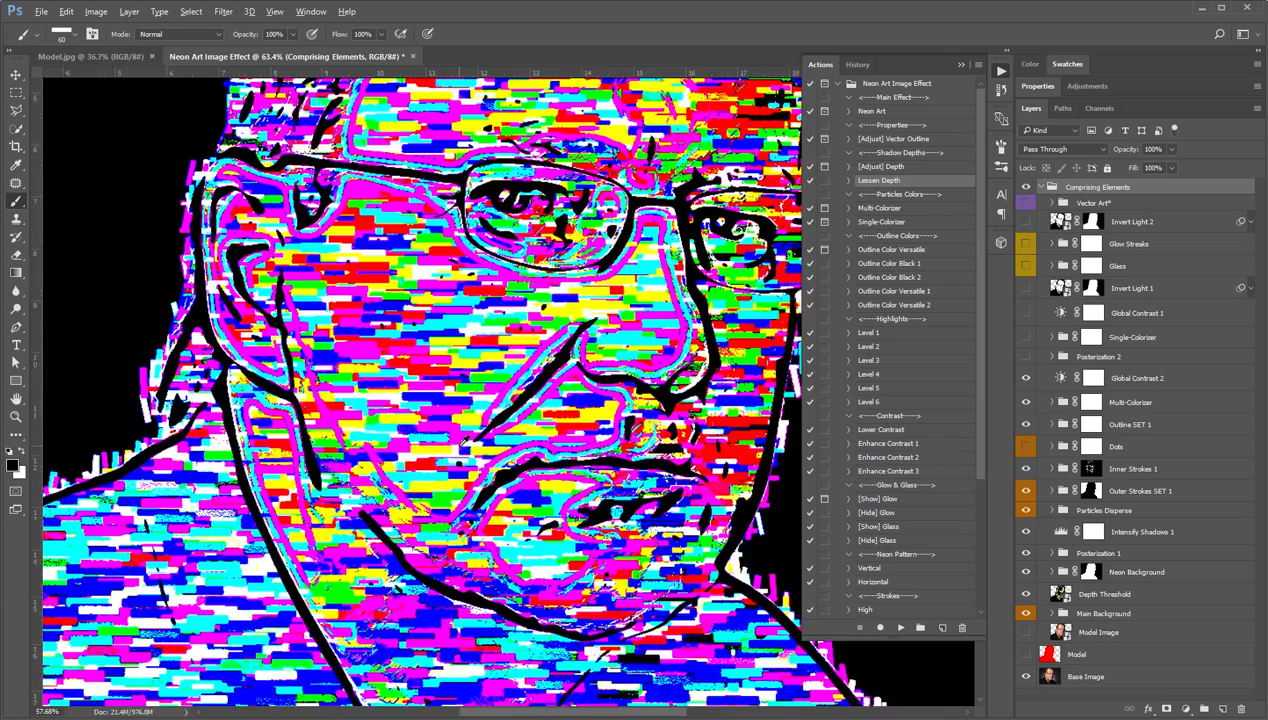 Ps File Edit Image Layer Type Select Filter 3D View Window Help
60 Mode: Normal Opacity: 100% Flow: 100%
Model.jpg @ 36.7% (RGB/8#) × Neon Art Image Effect @ 63.4% (Comprising Elements, RGB/8#) * ×
Actions History
Neon Art Image Effect
<-----Main Effect---->
Neon Art
<-----Properties---->
[Adjust] Vector Outline
<-----Shadow Depths---->
[Adjust] Depth
Lessen Depth
<-----Particles Colors---->
Multi-Colorizer
Single-Colorizer
<-----Outline Colors---->
Outline Color Versatile
Outline Color Black 1
Outline Color Black 2
Outline Color Versatile 1
Outline Color Versatile 2
<-----Highlights---->
Level 1
Level 2
Level 3
Level 4
Level 5
Level 6
<-----Contrast---->
Lower Contrast
Enhance Contrast 1
Enhance Contrast 2
Enhance Contrast 3
<-----Glow & Glass---->
[Show] Glow
[Hide] Glow
[Show] Glass
[Hide] Glass
<-----Neon Pattern---->
Vertical
Horizontal
<-----Strokes---->
High
Color Swatches
Properties Adjustments
Layers Paths Channels
Kind
Pass Through Opacity: 100%
Lock: Fill: 100%
Comprising Elements
Vector Art*
Invert Light 2
Glow Streaks
Glass
Invert Light 1
Global Contrast 1
Single-Colorizer
Posterization 2
Global Contrast 2
Multi-Colorizer
Outline SET 1
Dots
Inner Strokes 1
Outer Strokes SET 1
Particles Disperse
Intensify Shadows 1
Posterization 1
Neon Background
Depth Threshold
Main Background
Model Image
Model
Base Image
57.68% Doc: 21.4M/976.8M